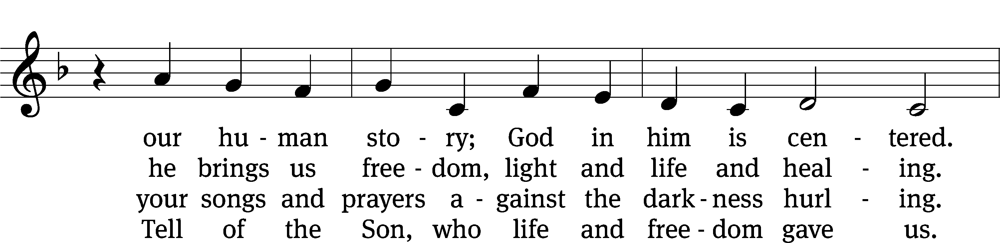 our hu - man sto - ry; God in him is cen - tered.
he brings us free - dom, light and life and heal - ing.
your songs and prayers a - gainst the dark - ness hurl - ing.
Tell of the Son, who life and free - dom gave us.